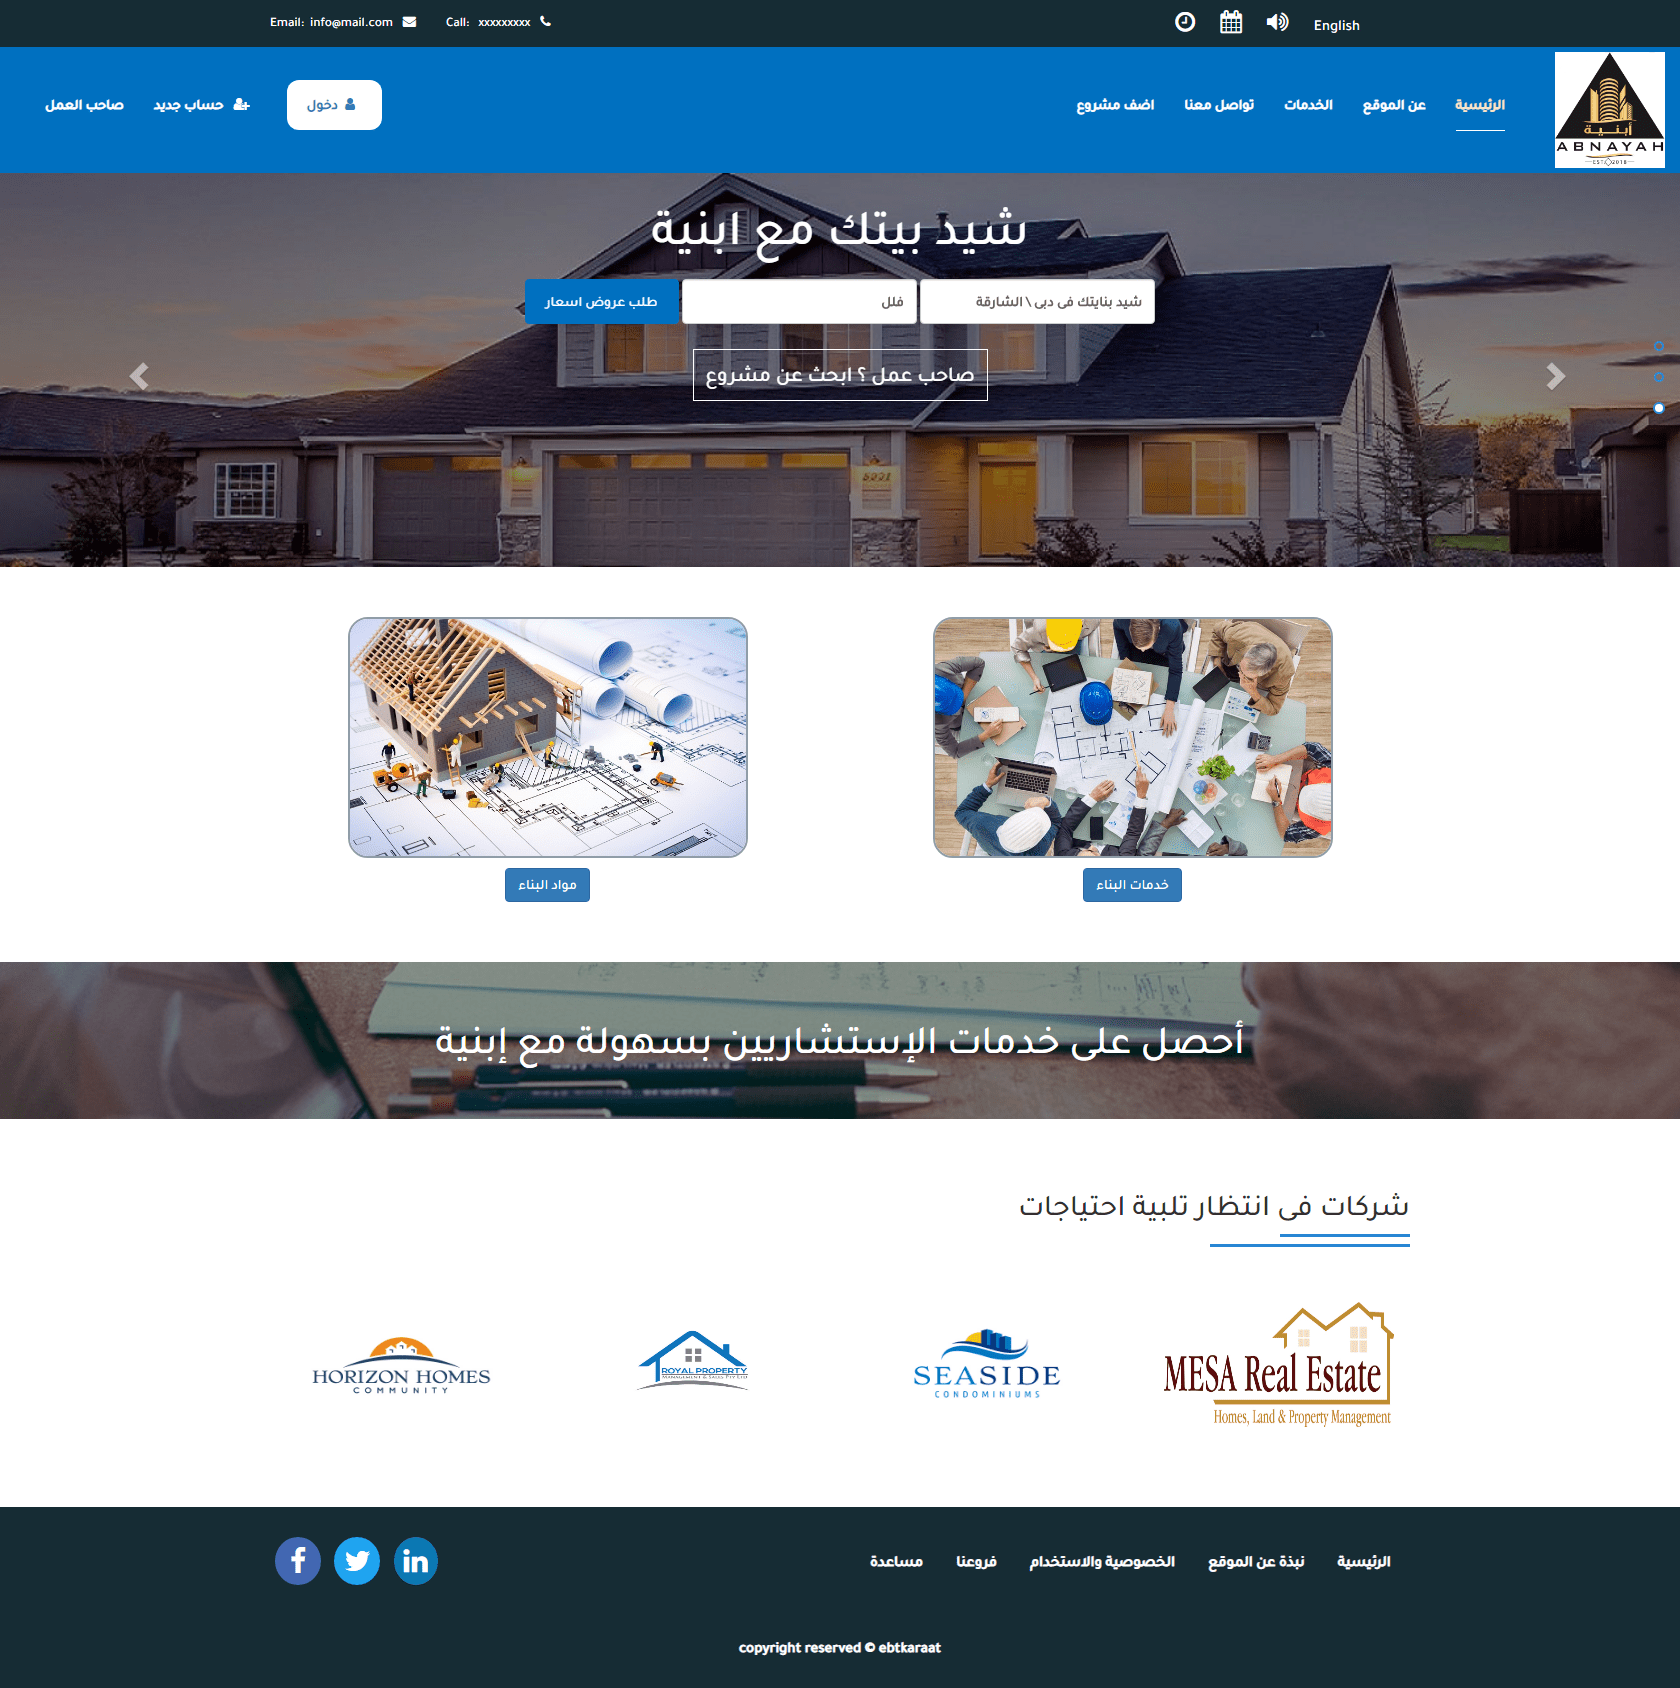 English
Call: xxxxxxxxx
Email: info@mail.com
أبنية
ABNAYAH
ESTD 2018
الرئيسية
عن الموقع
الخدمات
تواصل معنا
اضف مشروع
دخول
حساب جديد
صاحب العمل
شيد بيتك مع ابنية
شيد بنايتك فى دبى \ الشارقة
فلل
طلب عروض اسعار
صاحب عمل ؟ ابحث عن مشروع
خدمات البناء
مواد البناء
أحصل على خدمات الإستشاريين بسهولة مع إبنية
شركات فى انتظار تلبية احتياجات
MESA Real Estate
Homes, Land & Property Management
SEASIDE
CONDOMINIUMS
ROYAL PROPERTY
Management & Sales Pty Ltd
HORIZON HOMES
COMMUNITY
الرئيسية
نبذة عن الموقع
الخصوصية والاستخدام
فروعنا
مساعدة
copyright reserved © ebtkaraat